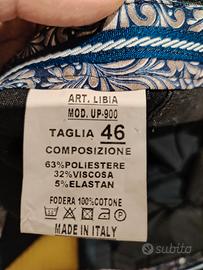 ART. LIBIA
MOD. UP-900
TAGLIA 46
COMPOSIZIONE
63%POLIESTERE
32%VISCOSA
5%ELASTAN
FODERA 100%COTONE
MADE IN ITALY
subito